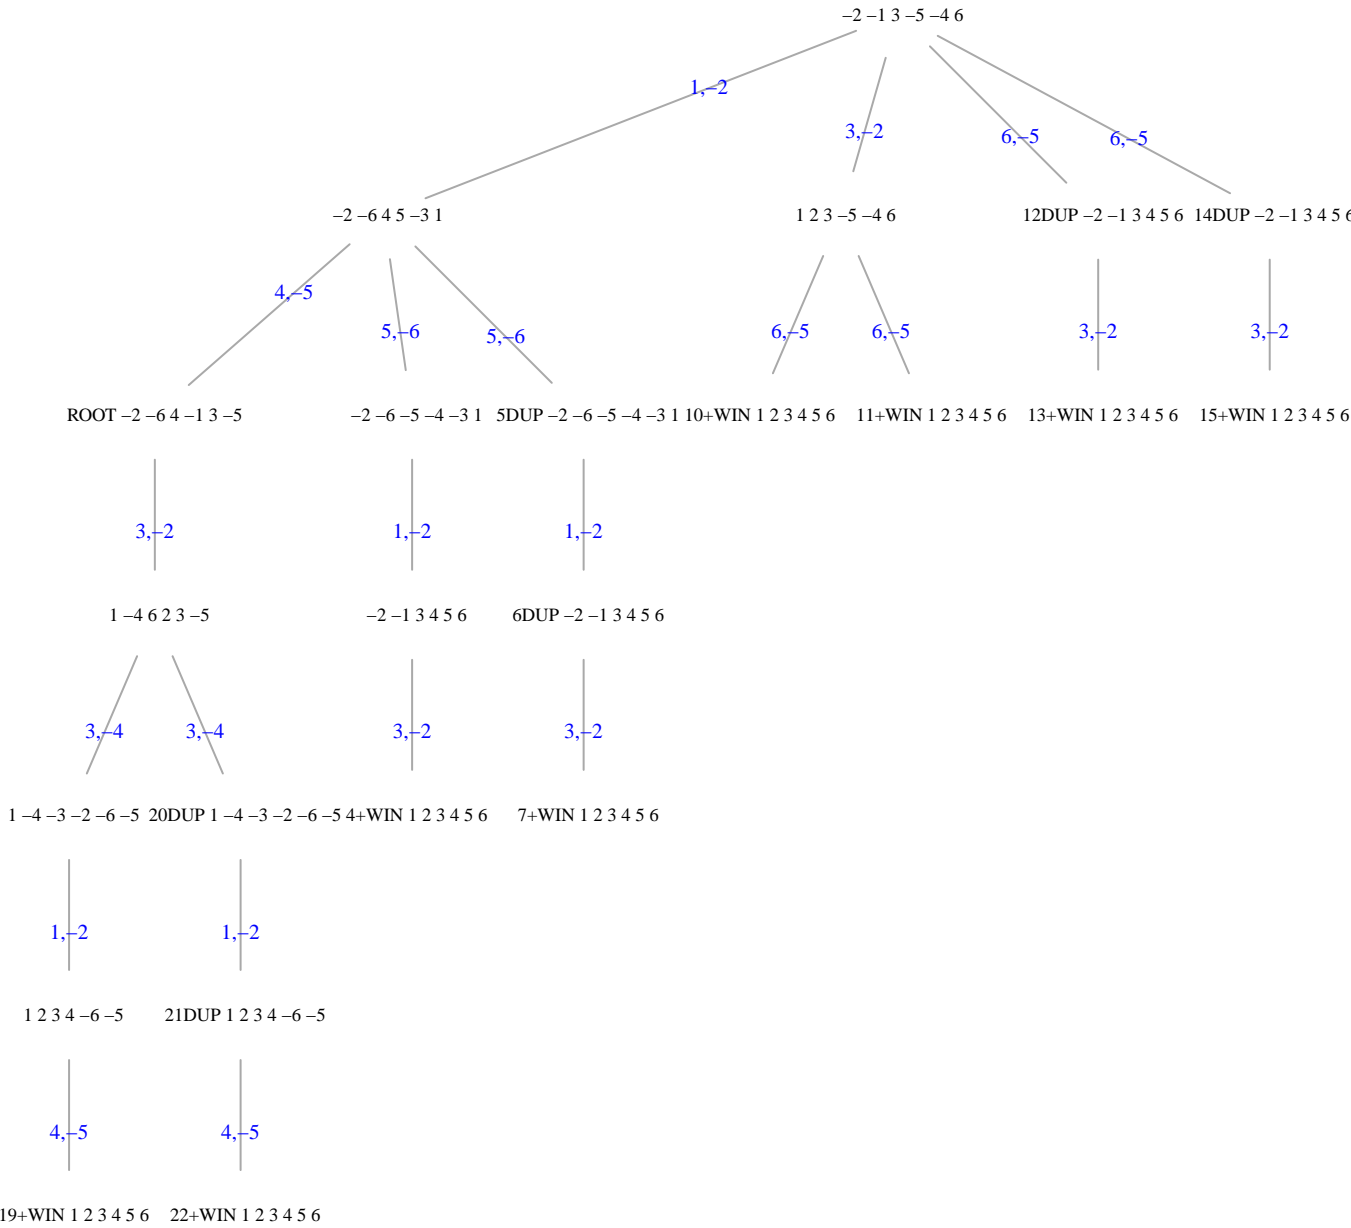 –2 –1 3 –5 –4 6
1,–2
3,–2
6,–5
6,–5
–2 –6 4 5 –3 1
1 2 3 –5 –4 6
12DUP –2 –1 3 4 5 6
14DUP –2 –1 3 4 5 6
4,–5
5,–6
5,–6
6,–5
6,–5
3,–2
3,–2
ROOT –2 –6 4 –1 3 –5
–2 –6 –5 –4 –3 1
5DUP –2 –6 –5 –4 –3 1
10+WIN 1 2 3 4 5 6
11+WIN 1 2 3 4 5 6
13+WIN 1 2 3 4 5 6
15+WIN 1 2 3 4 5 6
3,–2
1,–2
1,–2
1 –4 6 2 3 –5
–2 –1 3 4 5 6
6DUP –2 –1 3 4 5 6
3,–4
3,–4
3,–2
3,–2
1 –4 –3 –2 –6 –5
20DUP 1 –4 –3 –2 –6 –5
4+WIN 1 2 3 4 5 6
7+WIN 1 2 3 4 5 6
1,–2
1,–2
1 2 3 4 –6 –5
21DUP 1 2 3 4 –6 –5
4,–5
4,–5
19+WIN 1 2 3 4 5 6
22+WIN 1 2 3 4 5 6